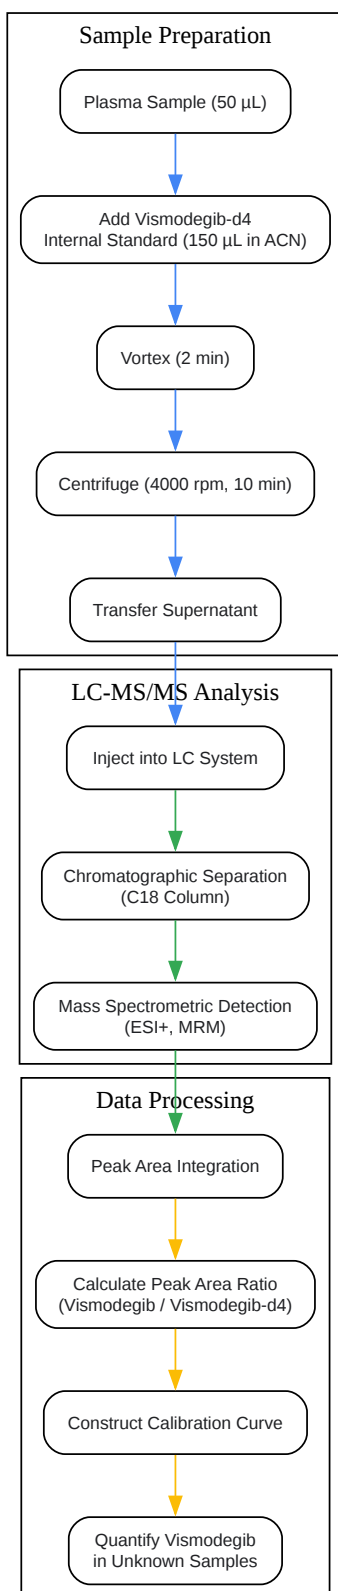 Sample Preparation
Plasma Sample (50 µL)
Add Vismodegib-d4
Internal Standard (150 µL in ACN)
Vortex (2 min)
Centrifuge (4000 rpm, 10 min)
Transfer Supernatant
LC-MS/MS Analysis
Inject into LC System
Chromatographic Separation
(C18 Column)
Mass Spectrometric Detection
(ESI+, MRM)
Data Processing
Peak Area Integration
Calculate Peak Area Ratio
(Vismodegib / Vismodegib-d4)
Construct Calibration Curve
Quantify Vismodegib
in Unknown Samples